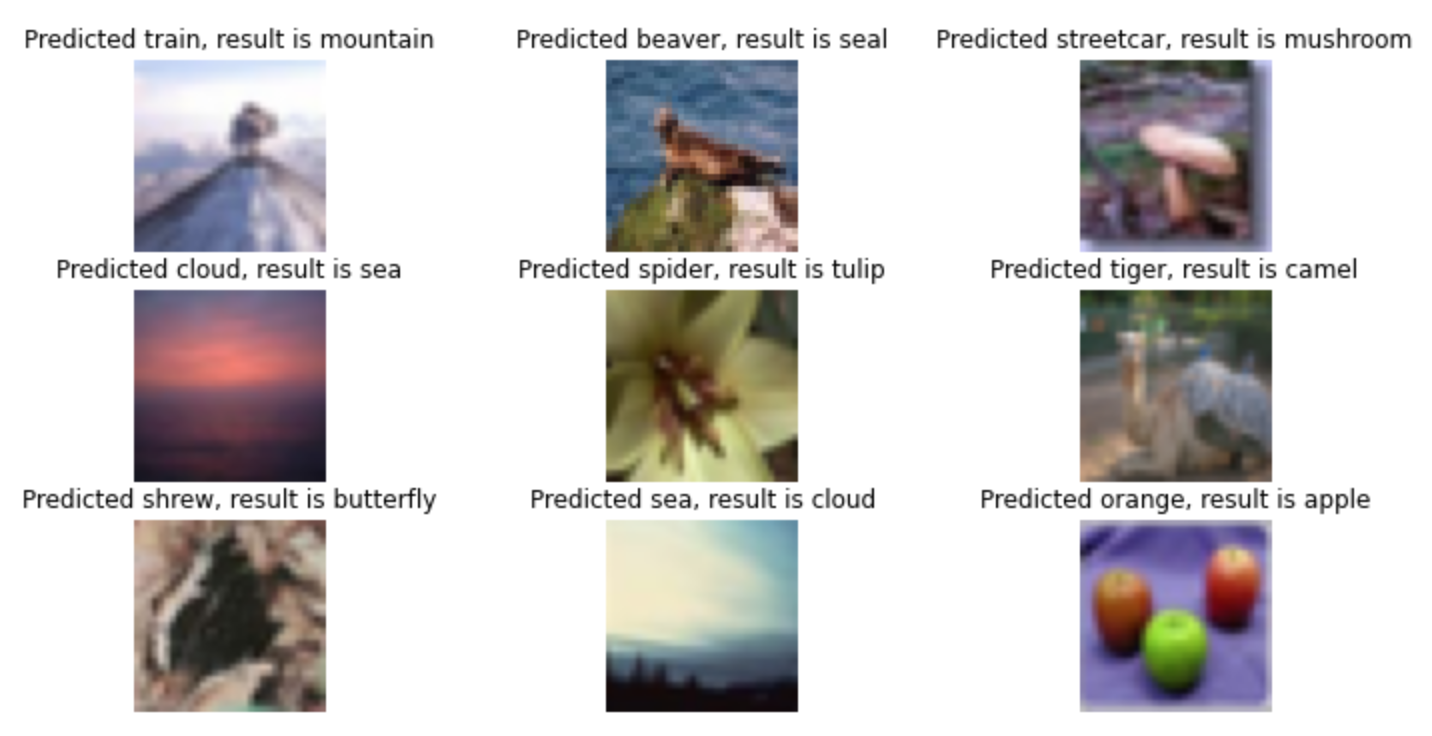 Predicted train, result is mountain
Predicted beaver, result is seal
Predicted streetcar, result is mushroom
Predicted cloud, result is sea
Predicted spider, result is tulip
Predicted tiger, result is camel
Predicted shrew, result is butterfly
Predicted sea, result is cloud
Predicted orange, result is apple